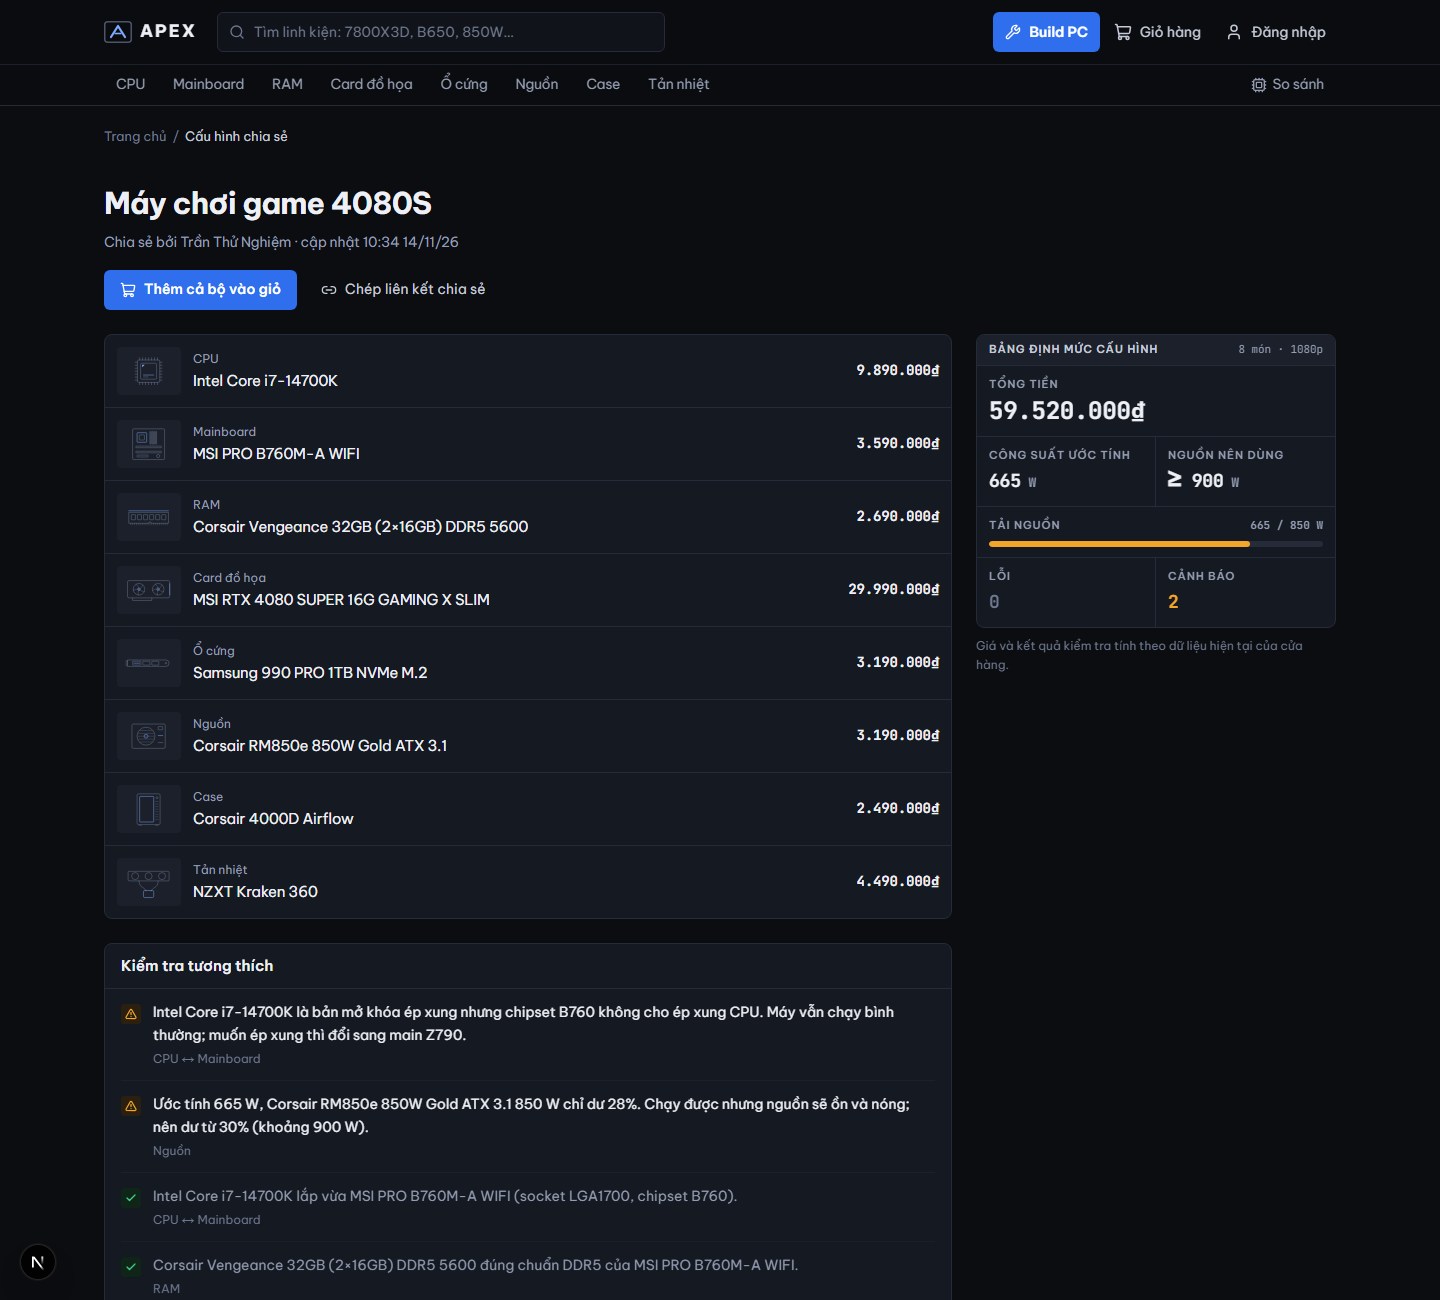 APEX
Tìm linh kiện: 7800X3D, B650, 850W...
Build PC
Giỏ hàng
Đăng nhập
CPU
Mainboard
RAM
Card đồ họa
Ổ cứng
Nguồn
Case
Tản nhiệt
So sánh
Trang chủ / Cấu hình chia sẻ
Máy chơi game 4080S
Chia sẻ bởi Trần Thử Nghiệm · cập nhật 10:34 14/11/26
Thêm cả bộ vào giỏ
Chép liên kết chia sẻ
CPU
Intel Core i7-14700K
9.890.000₫
Mainboard
MSI PRO B760M-A WIFI
3.590.000₫
RAM
Corsair Vengeance 32GB (2×16GB) DDR5 5600
2.690.000₫
Card đồ họa
MSI RTX 4080 SUPER 16G GAMING X SLIM
29.990.000₫
Ổ cứng
Samsung 990 PRO 1TB NVMe M.2
3.190.000₫
Nguồn
Corsair RM850e 850W Gold ATX 3.1
3.190.000₫
Case
Corsair 4000D Airflow
2.490.000₫
Tản nhiệt
NZXT Kraken 360
4.490.000₫
BẢNG ĐỊNH MỨC CẤU HÌNH
8 món · 1080p
TỔNG TIỀN
59.520.000₫
CÔNG SUẤT ƯỚC TÍNH
665 W
NGUỒN NÊN DÙNG
≥ 900 W
TẢI NGUỒN
665 / 850 W
LỖI
0
CẢNH BÁO
2
Giá và kết quả kiểm tra tính theo dữ liệu hiện tại của cửa
hàng.
Kiểm tra tương thích
Intel Core i7-14700K là bản mở khóa ép xung nhưng chipset B760 không cho ép xung CPU. Máy vẫn chạy bình
thường; muốn ép xung thì đổi sang main Z790.
CPU ↔ Mainboard
Ước tính 665 W, Corsair RM850e 850W Gold ATX 3.1 850 W chỉ dư 28%. Chạy được nhưng nguồn sẽ ồn và nóng;
nên dư từ 30% (khoảng 900 W).
Nguồn
Intel Core i7-14700K lắp vừa MSI PRO B760M-A WIFI (socket LGA1700, chipset B760).
CPU ↔ Mainboard
Corsair Vengeance 32GB (2×16GB) DDR5 5600 đúng chuẩn DDR5 của MSI PRO B760M-A WIFI.
RAM
N